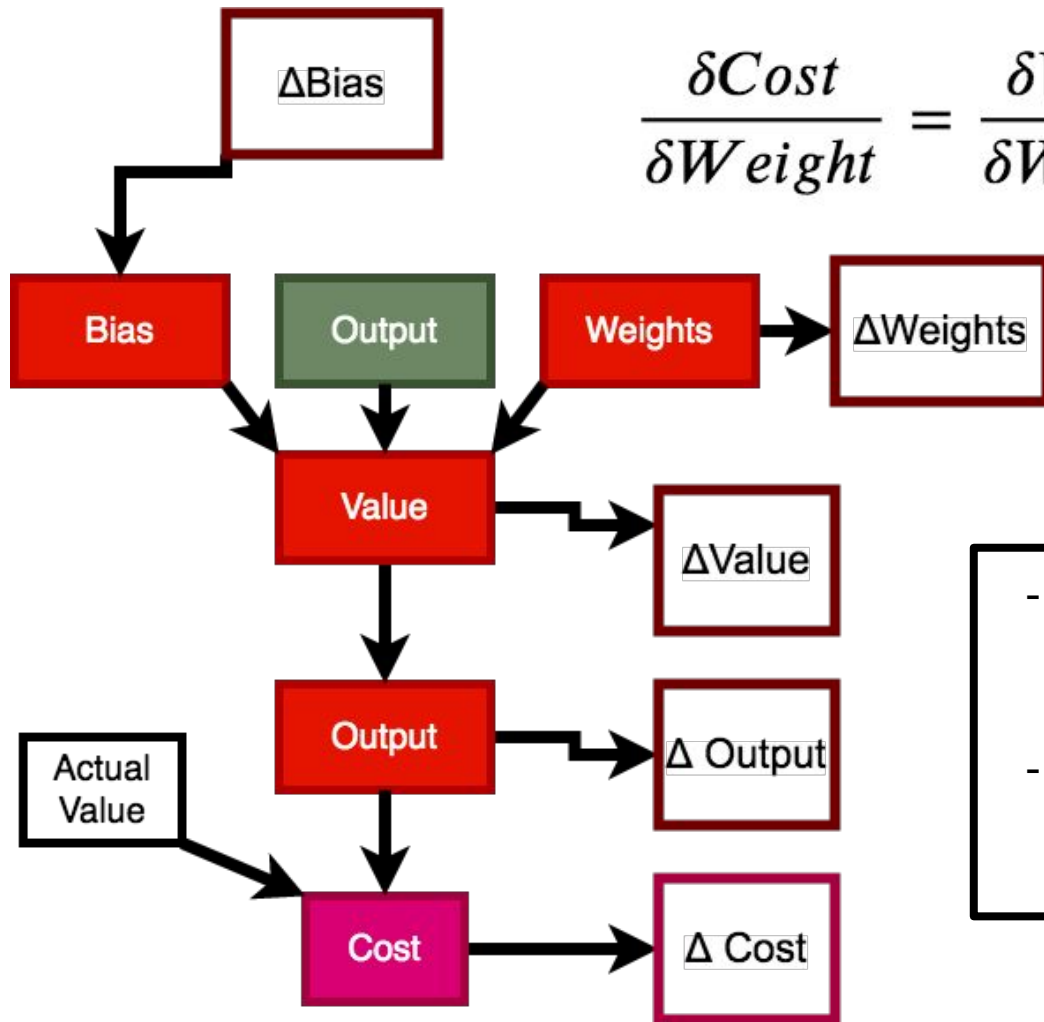 ΔBias
δCost / δWeight = δ
Bias
Output
Weights
ΔWeights
Value
ΔValue
-
Output
Δ Output
Actual
Value
-
Cost
Δ Cost